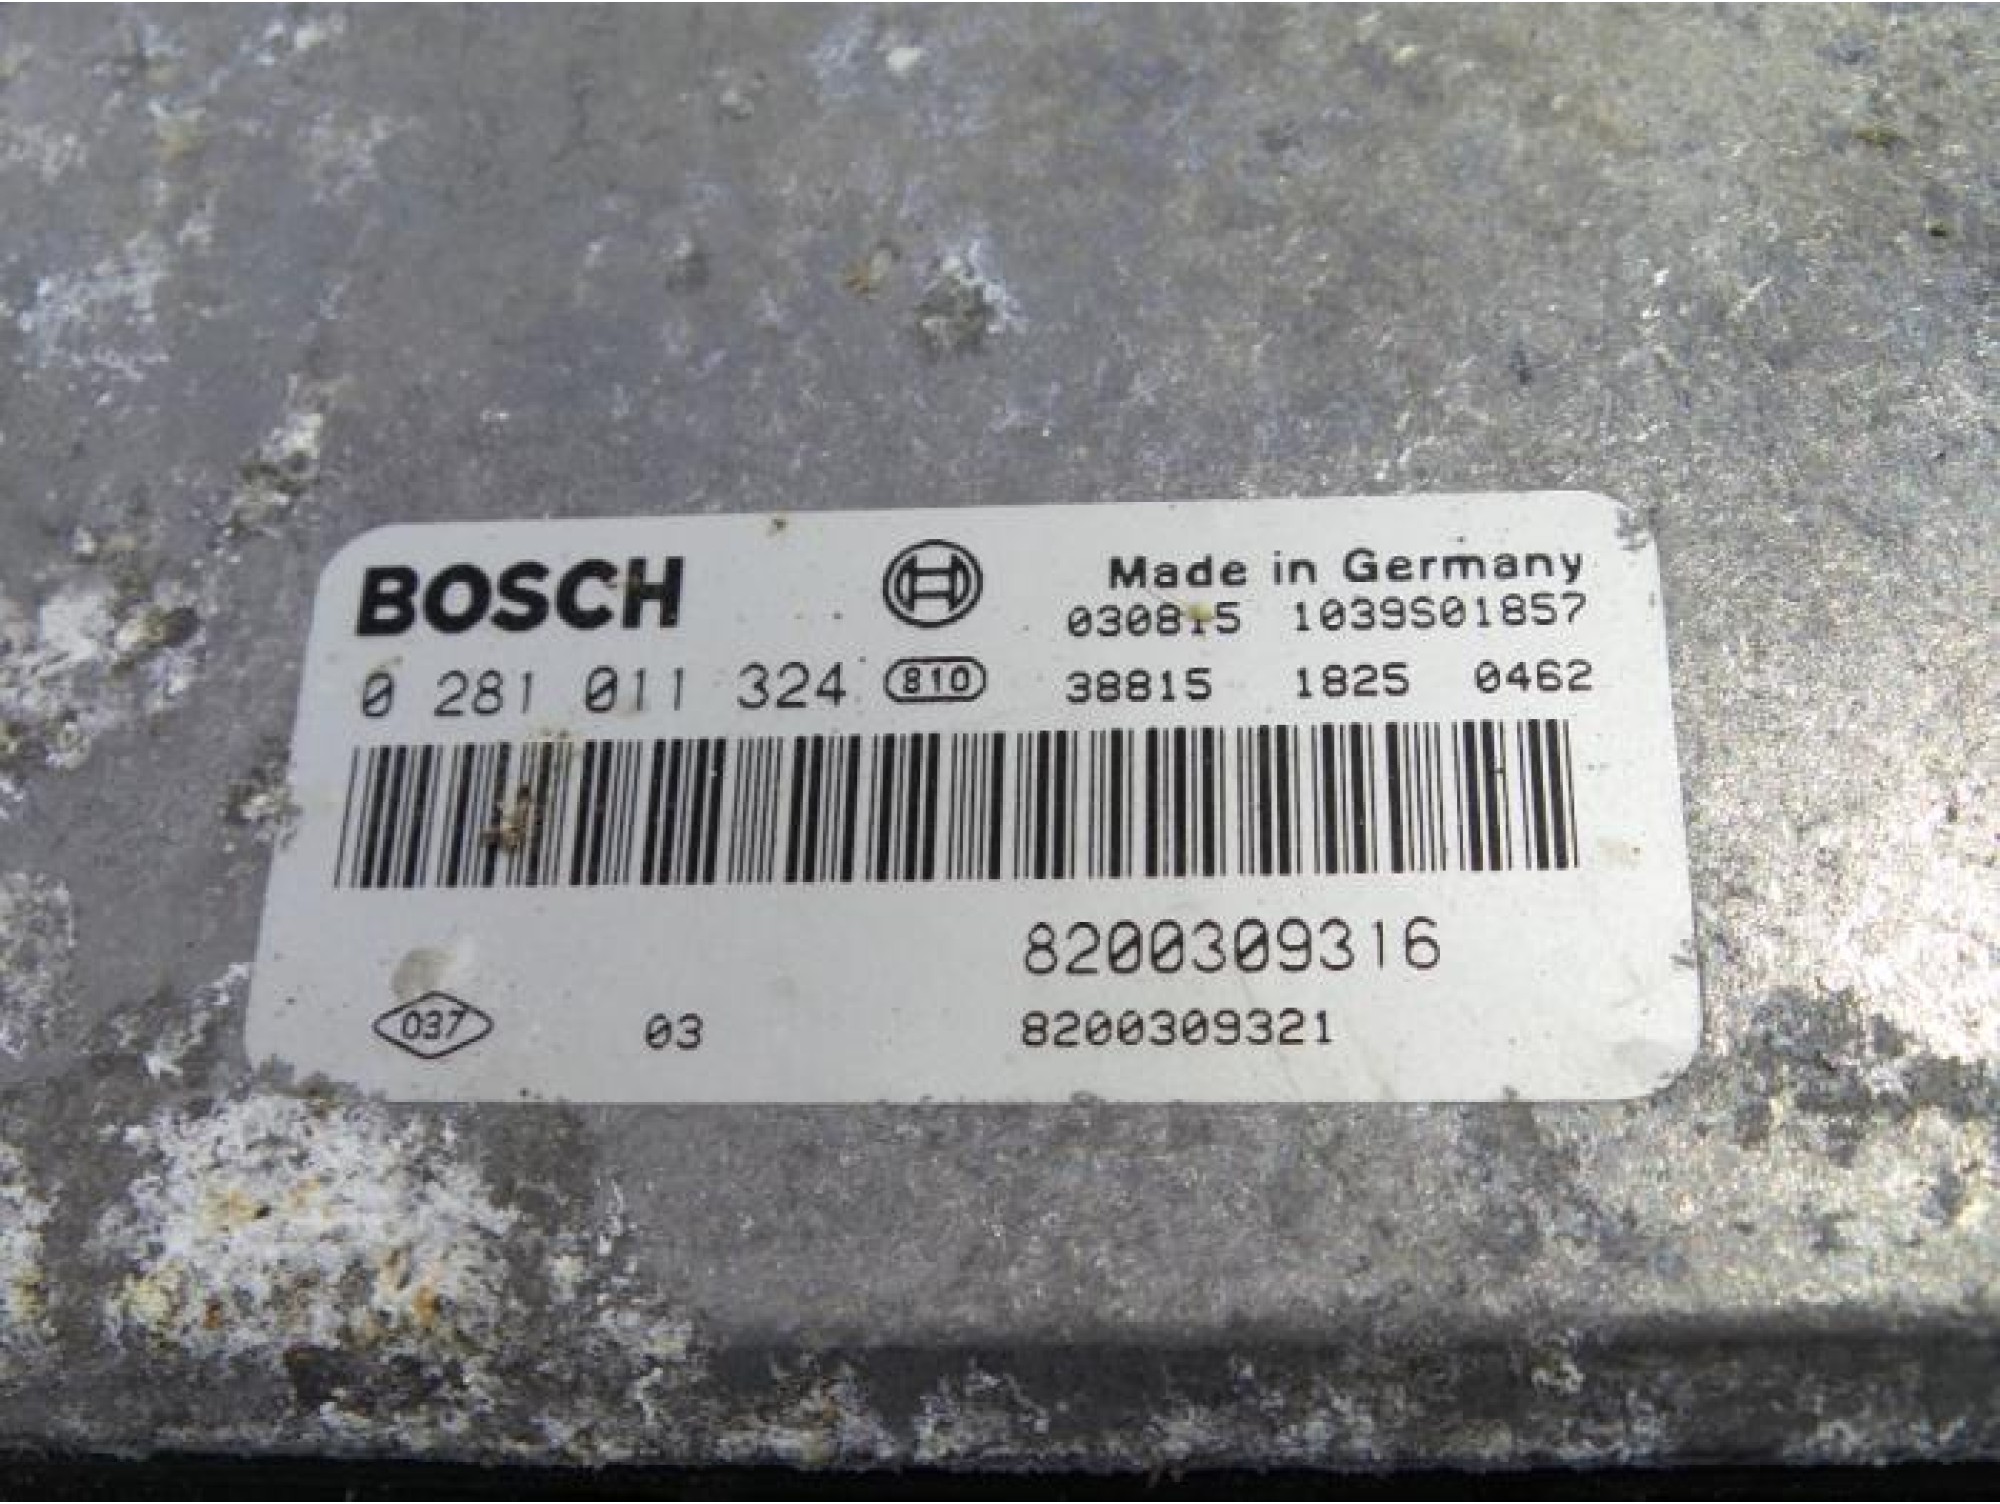 BOSCH
Made in Germany
030815 1039S01857
0 281 011 324 810 38815 1825 0462
8200309316
037 03 8200309321